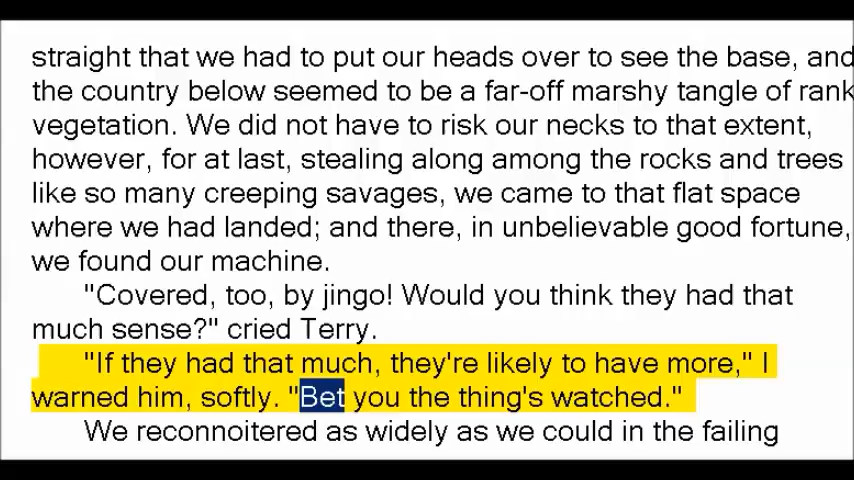 straight that we had to put our heads over to see the base, and
the country below seemed to be a far-off marshy tangle of rank
vegetation. We did not have to risk our necks to that extent,
however, for at last, stealing along among the rocks and trees
like so many creeping savages, we came to that flat space
where we had landed; and there, in unbelievable good fortune,
we found our machine.
"Covered, too, by jingo! Would you think they had that
much sense?" cried Terry.
"If they had that much, they're likely to have more," I
warned him, softly. "Bet you the thing's watched."
We reconnoitered as widely as we could in the failing